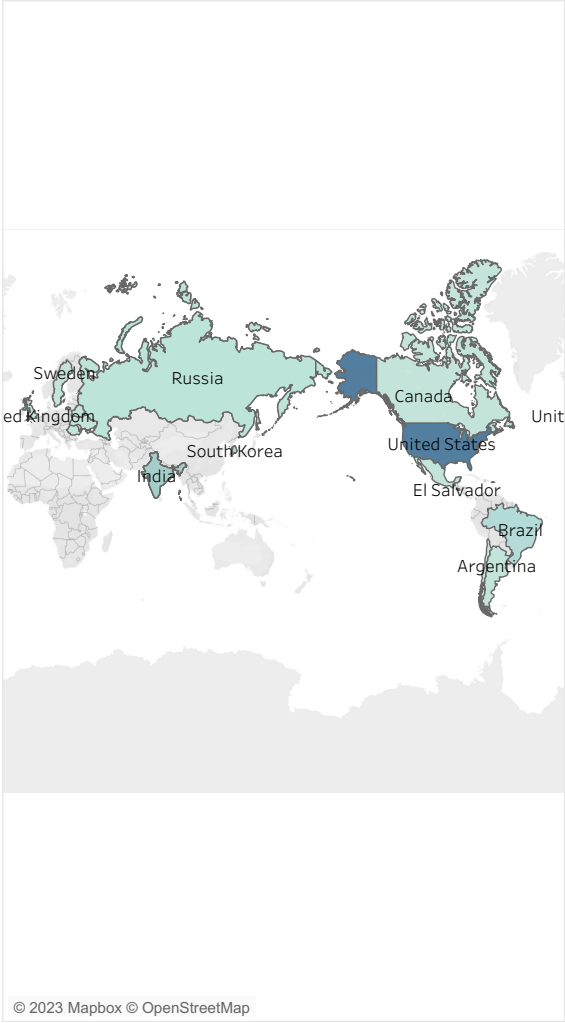 Sweden
Russia
ed Kingdom
Unit
Canada
United States
South Korea
India
El Salvador
Brazil
Argentina
© 2023 Mapbox © OpenStreetMap